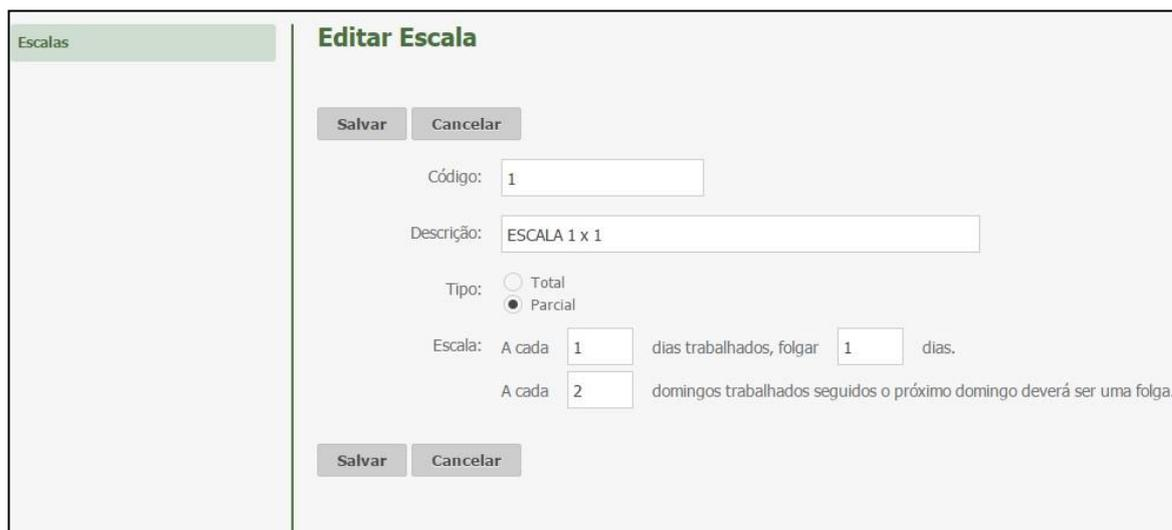 Escalas
Editar Escala
Salvar Cancelar
Código: 1
Descrição: ESCALA 1 x 1
Tipo: Total
Parcial
Escala: A cada 1 dias trabalhados, folgar 1 dias.
A cada 2 domingos trabalhados seguidos o próximo domingo deverá ser uma folga.
Salvar Cancelar